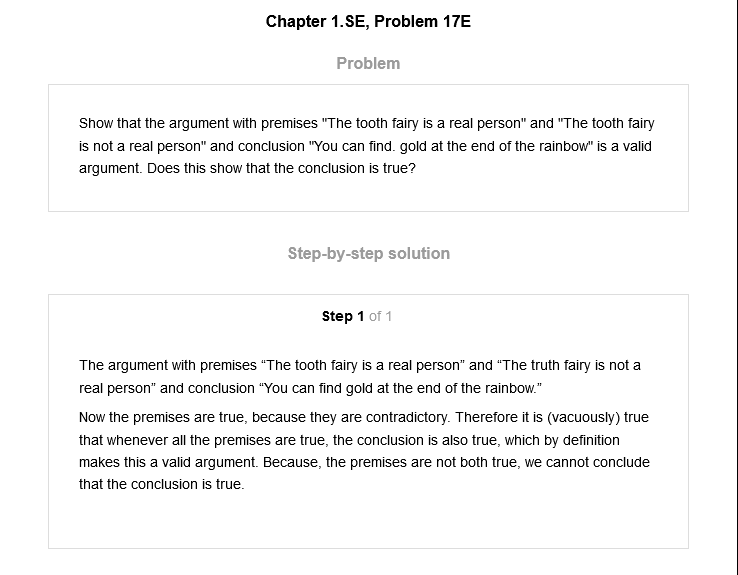 Chapter 1.SE, Problem 17E
Problem
Show that the argument with premises "The tooth fairy is a real person" and "The tooth fairy
is not a real person" and conclusion "You can find. gold at the end of the rainbow" is a valid
argument. Does this show that the conclusion is true?
Step-by-step solution
Step 1 of 1
The argument with premises “The tooth fairy is a real person” and “The truth fairy is not a
real person” and conclusion “You can find gold at the end of the rainbow.”
Now the premises are true, because they are contradictory. Therefore it is (vacuously) true
that whenever all the premises are true, the conclusion is also true, which by definition
makes this a valid argument. Because, the premises are not both true, we cannot conclude
that the conclusion is true.